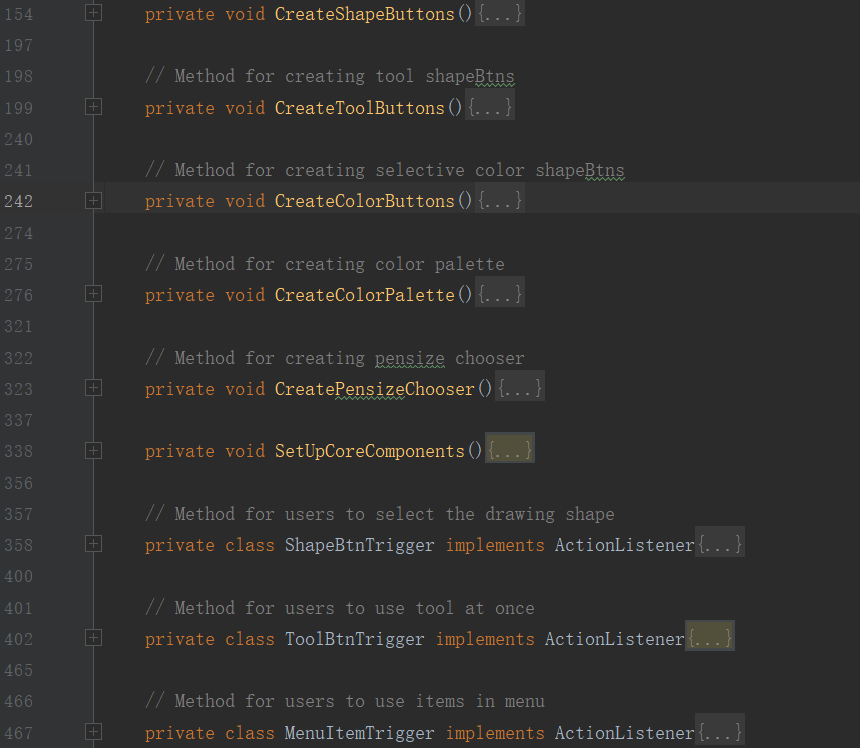 154 private void CreateShapeButtons() {...}
197
198 // Method for creating tool shapeBtns
199 private void CreateToolButtons() {...}
240
241 // Method for creating selective color shapeBtns
242 private void CreateColorButtons() {...}
274
275 // Method for creating color palette
276 private void CreateColorPalette() {...}
321
322 // Method for creating pensize chooser
323 private void CreatePensizeChooser() {...}
337
338 private void SetUpCoreComponents() {...}
356
357 // Method for users to select the drawing shape
358 private class ShapeBtnTrigger implements ActionListener{...}
400
401 // Method for users to use tool at once
402 private class ToolBtnTrigger implements ActionListener{...}
465
466 // Method for users to use items in menu
467 private class MenuItemTrigger implements ActionListener{...}